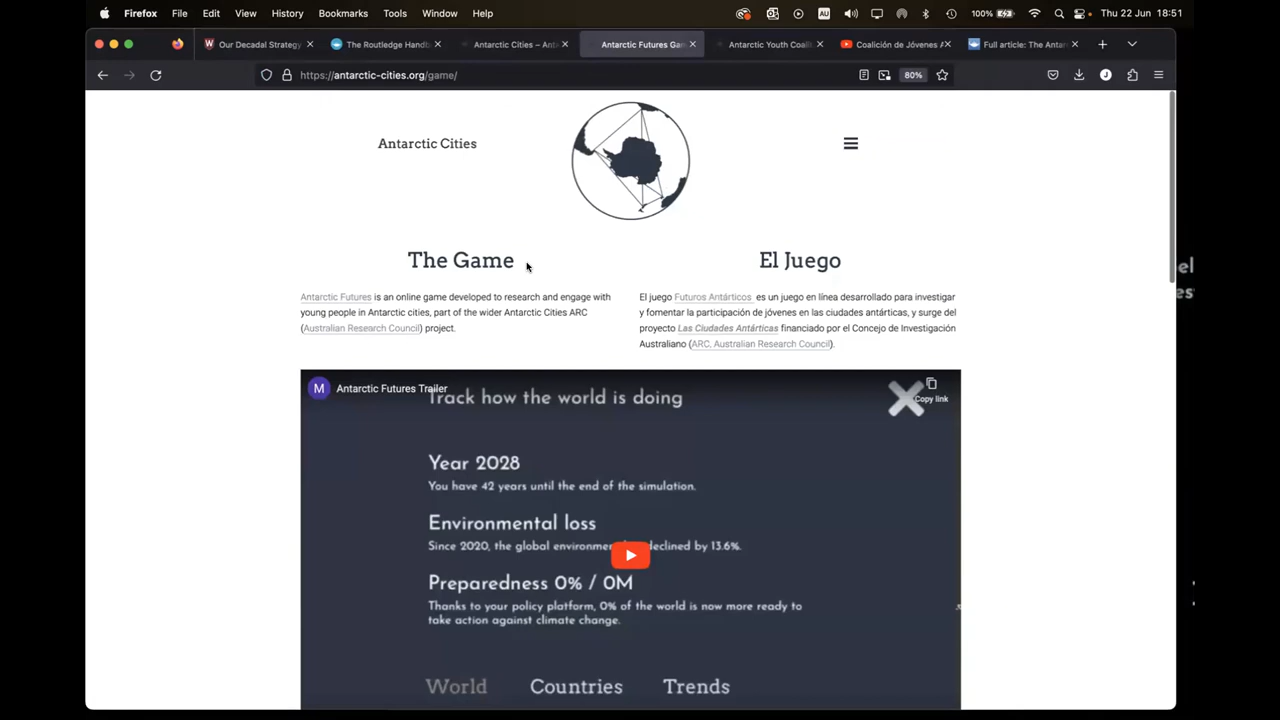 Firefox File Edit View History Bookmarks Tools Window Help AU 100% Thu 22 Jun 18:51
Our Decadal Strategy The Routledge Handb Antarctic Cities – Ant Antarctic Futures Gam Antarctic Youth Coali Coalición de Jóvenes A Full article: The Antar
https://antarctic-cities.org/game/ 80% J
Antarctic Cities
The Game
El Juego
Antarctic Futures is an online game developed to research and engage with
young people in Antarctic cities, part of the wider Antarctic Cities ARC
(Australian Research Council) project.
El juego Futuros Antárticos es un juego en línea desarrollado para investigar
y fomentar la participación de jóvenes en las ciudades antárticas, y surge del
proyecto Las Ciudades Antárticas financiado por el Concejo de Investigación
Australiano (ARC, Australian Research Council).
M Antarctic Futures Trailer
Copy link
Track how the world is doing
Year 2028
You have 42 years until the end of the simulation.
Environmental loss
Since 2020, the global declined by 13.6%.
Preparedness 0% / 0M
Thanks to your policy platform, 0% of the world is now more ready to
take action against climate change.
World Countries Trends